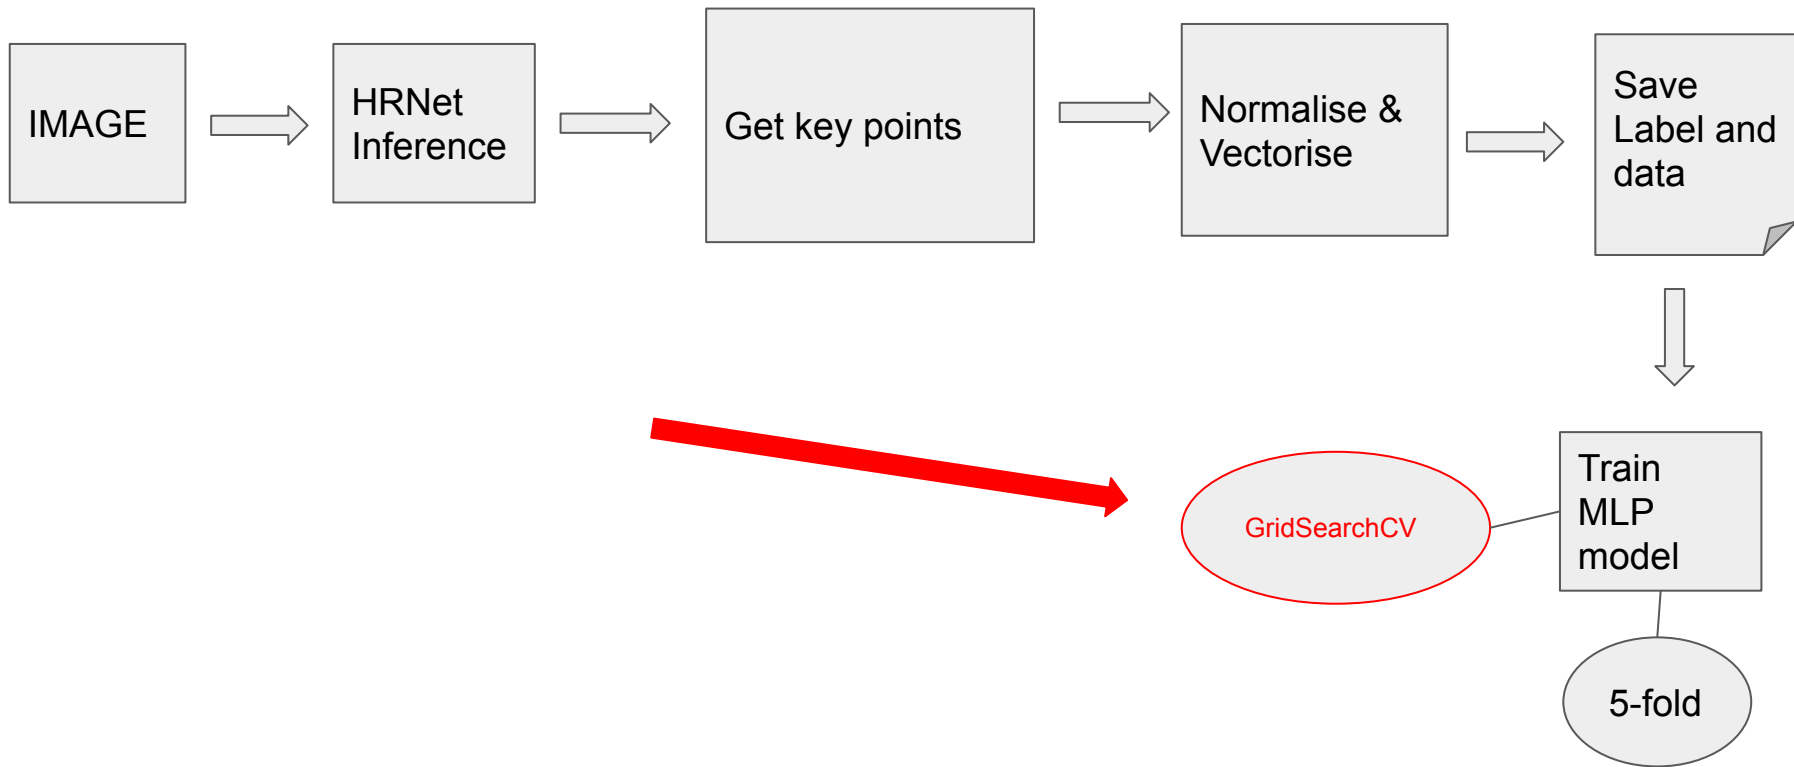 IMAGE
HRNet
Inference
Get key points
Normalise &
Vectorise
Save
Label and
data
GridSearchCV
Train
MLP
model
5-fold